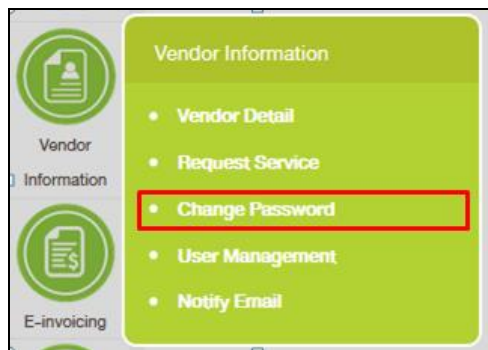 Vendor
Information
E-invoicing
Vendor Information
Vendor Detail
Request Service
Change Password
User Management
Notify Email